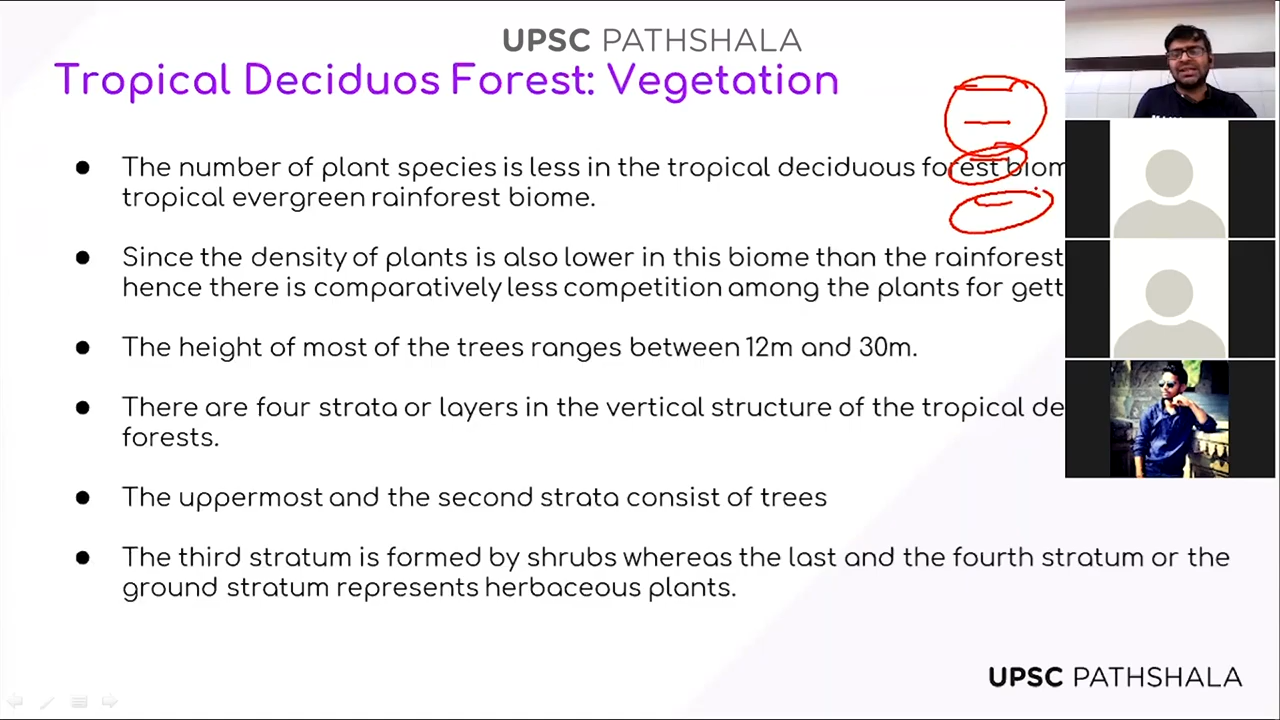 UPSC PATHSHALA
Tropical Deciduos Forest: Vegetation
● The number of plant species is less in the tropical deciduous forest biom
tropical evergreen rainforest biome.
● Since the density of plants is also lower in this biome than the rainforest
hence there is comparatively less competition among the plants for gett
● The height of most of the trees ranges between 12m and 30m.
● There are four strata or layers in the vertical structure of the tropical de
forests.
● The uppermost and the second strata consist of trees
● The third stratum is formed by shrubs whereas the last and the fourth stratum or the
ground stratum represents herbaceous plants.
UPSC PATHSHALA